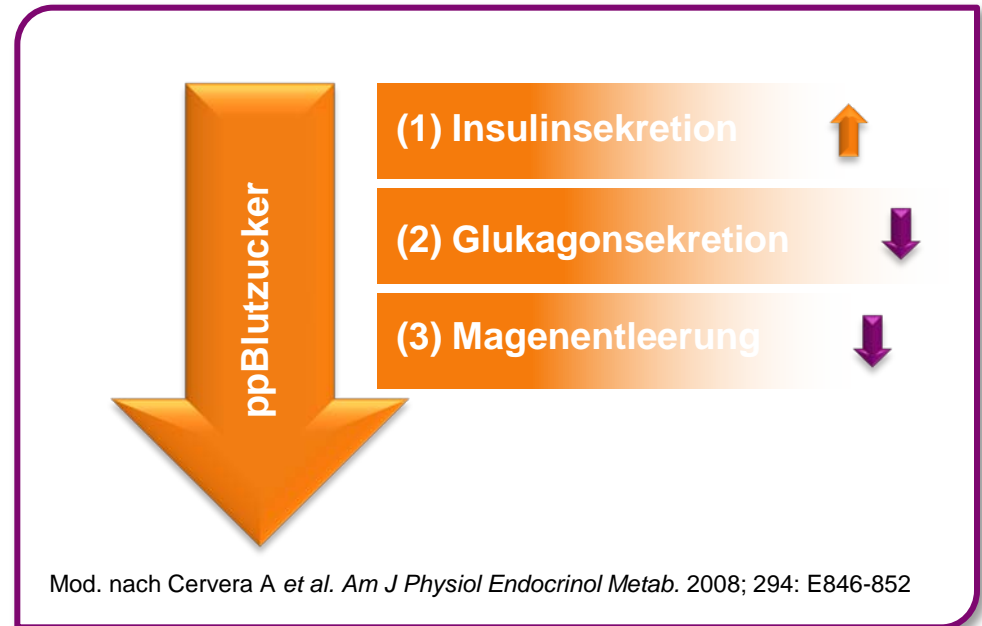 ppBlutzucker
(1) Insulinsekretion
(2) Glukagonsekretion
(3) Magenentleerung
Mod. nach Cervera A et al. Am J Physiol Endocrinol Metab. 2008; 294: E846-852